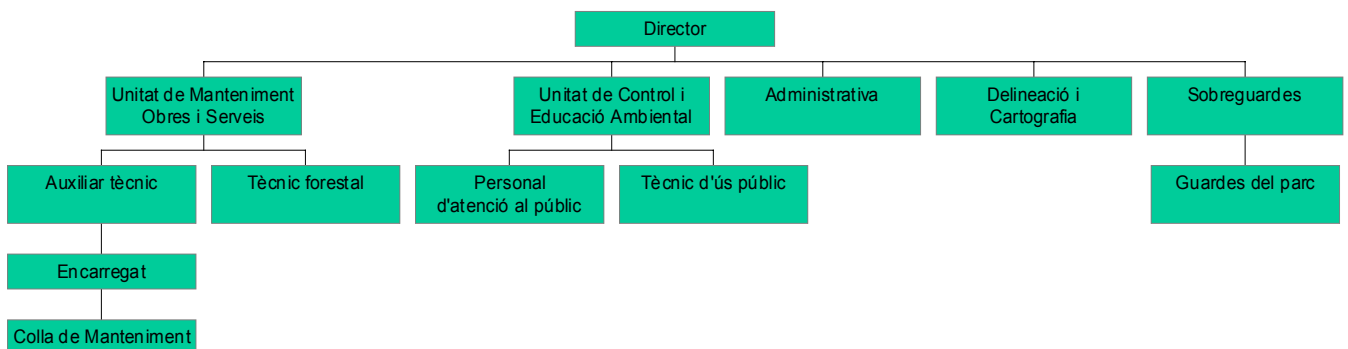 Director
Unitat de Manteniment
Obres i Serveis
Unitat de Control i
Educació Ambiental
Administrativa
Delineació i
Cartografia
Sobreguardes
Auxiliar tècnic
Tècnic forestal
Personal
d'atenció al públic
Tècnic d'ús públic
Guardes del parc
Encarregat
Colla de Manteniment